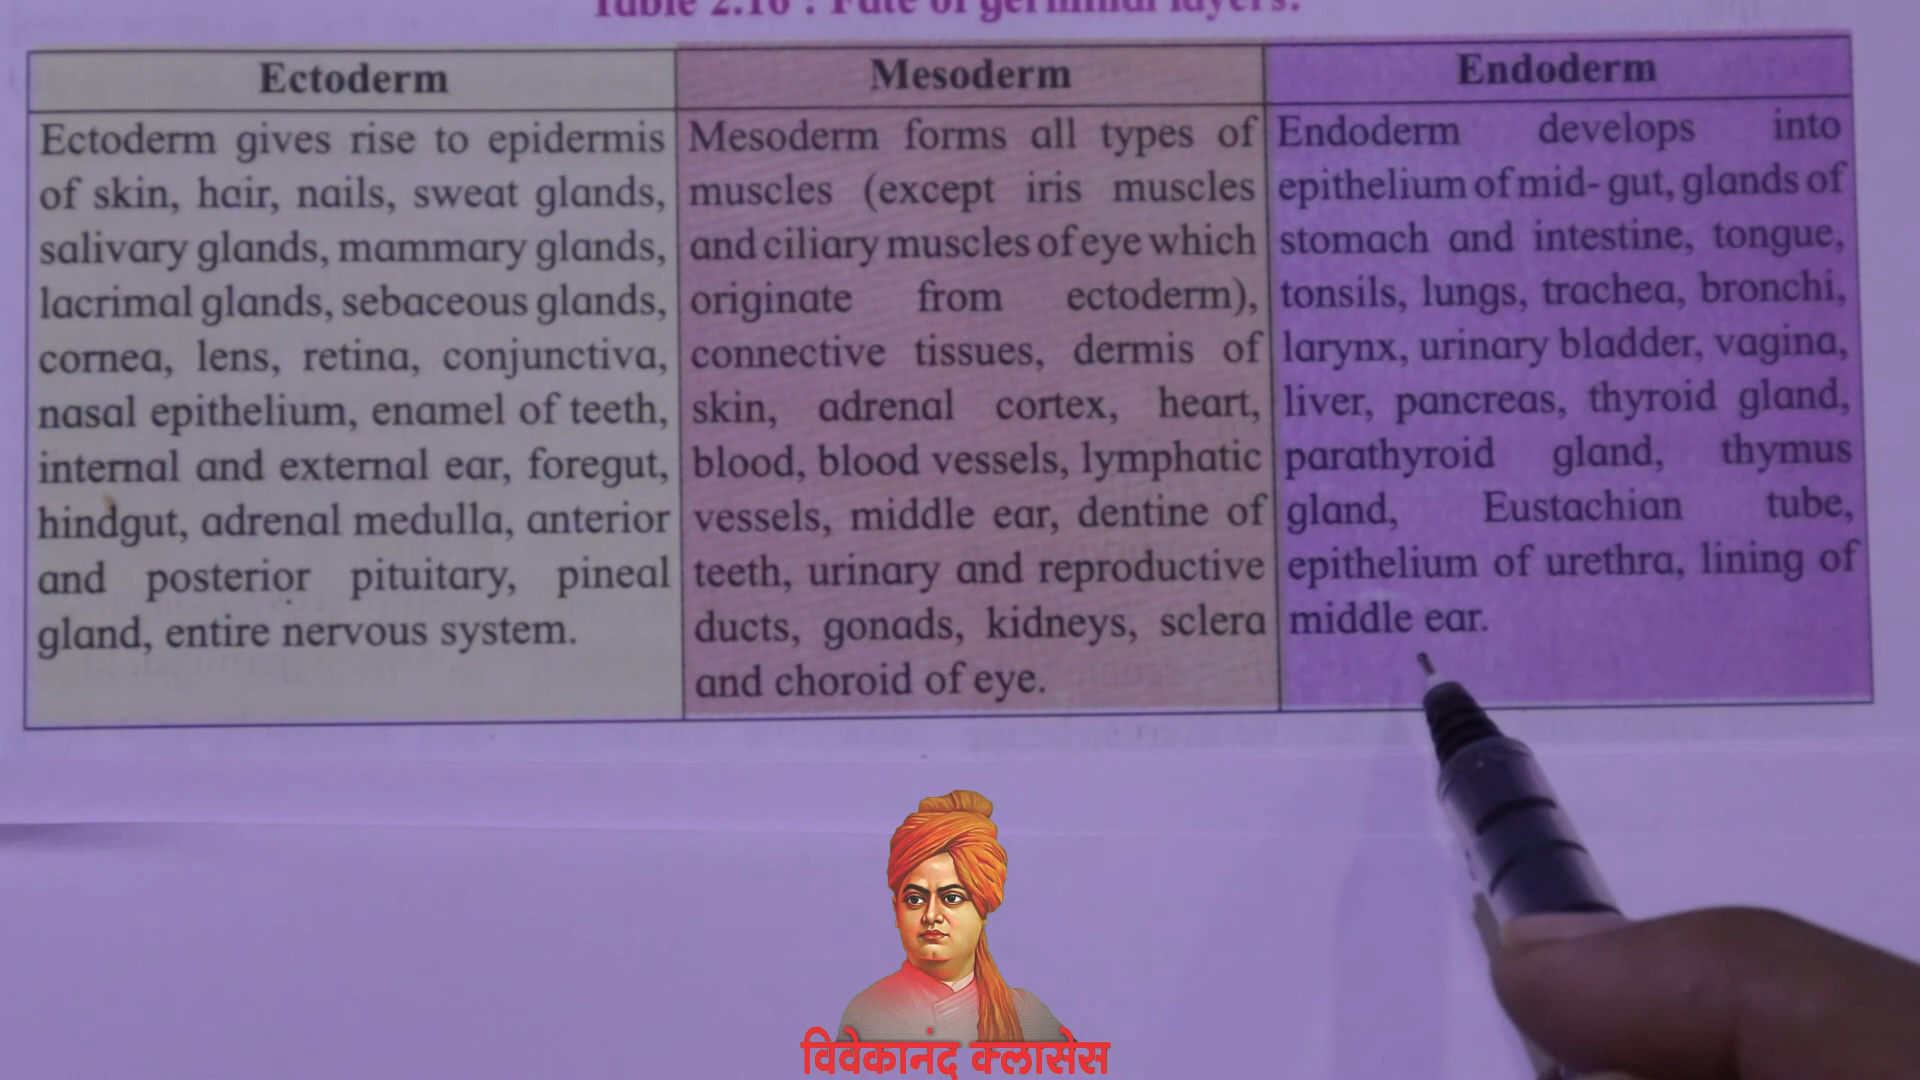 Table 2.16 : Fate of germinal layers.
Ectoderm
Ectoderm gives rise to epidermis
of skin, hair, nails, sweat glands,
salivary glands, mammary glands,
lacrimal glands, sebaceous glands,
cornea, lens, retina, conjunctiva,
nasal epithelium, enamel of teeth,
internal and external ear, foregut,
hindgut, adrenal medulla, anterior
and posterior pituitary, pineal
gland, entire nervous system.
Mesoderm
Mesoderm forms all types of
muscles (except iris muscles
and ciliary muscles of eye which
originate from ectoderm),
connective tissues, dermis of
skin, adrenal cortex, heart,
blood, blood vessels, lymphatic
vessels, middle ear, dentine of
teeth, urinary and reproductive
ducts, gonads, kidneys, sclera
and choroid of eye.
Endoderm
Endoderm develops into
epithelium of mid- gut, glands of
stomach and intestine, tongue,
tonsils, lungs, trachea, bronchi,
larynx, urinary bladder, vagina,
liver, pancreas, thyroid gland,
parathyroid gland, thymus
gland, Eustachian tube,
epithelium of urethra, lining of
middle ear.
विवेकानंद क्लासेस